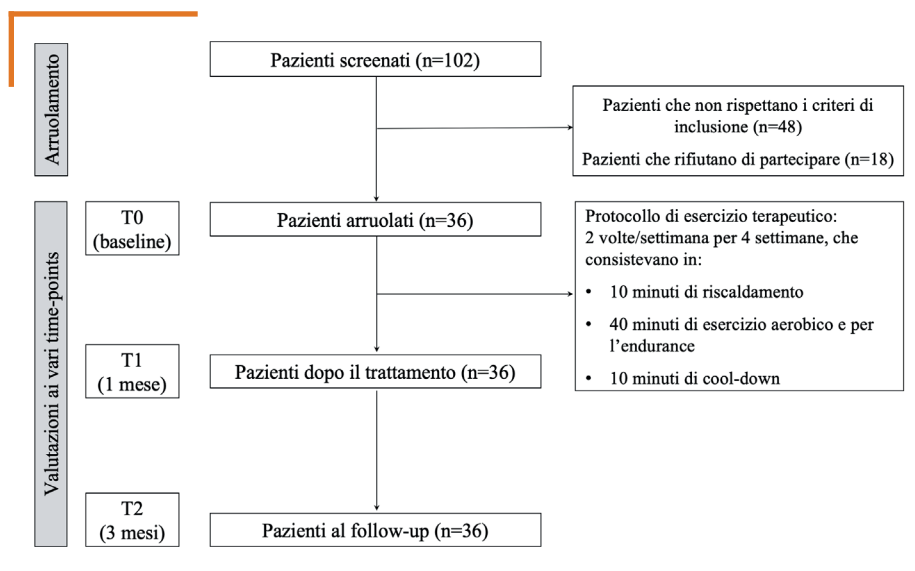 Arruolamento
Pazienti screenati (n=102)
Pazienti che non rispettano i criteri di
inclusione (n=48)
Pazienti che rifiutano di partecipare (n=18)
Valutazioni ai vari time-points
T0
(baseline)
Pazienti arruolati (n=36)
Protocollo di esercizio terapeutico:
2 volte/settimana per 4 settimane, che
consistevano in:
• 10 minuti di riscaldamento
• 40 minuti di esercizio aerobico e per
l’endurance
• 10 minuti di cool-down
T1
(1 mese)
Pazienti dopo il trattamento (n=36)
T2
(3 mesi)
Pazienti al follow-up (n=36)